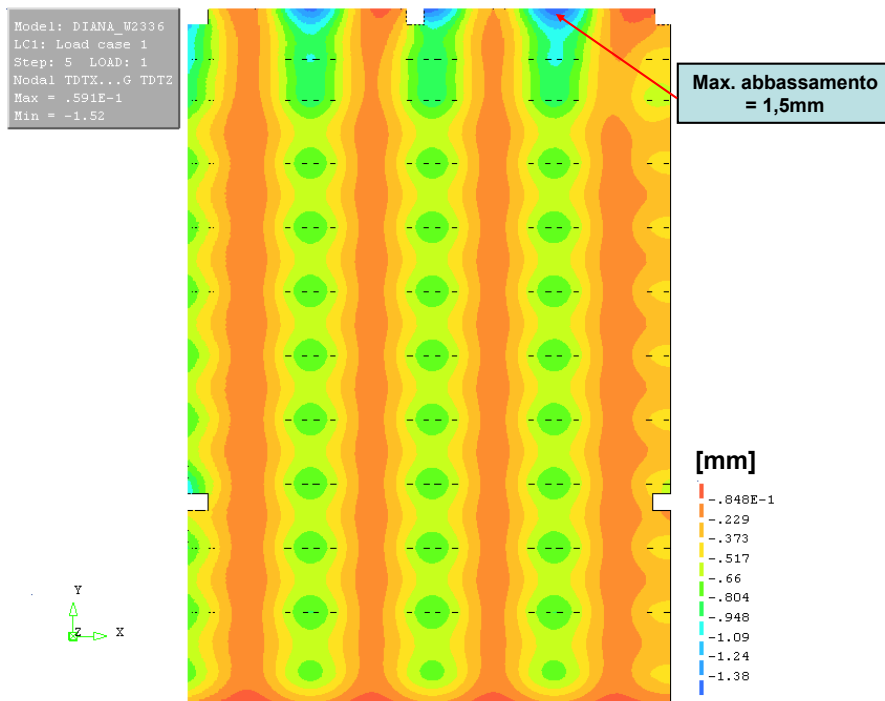 Model: DIANA_W2336
LC1: Load case 1
Step: 5 LOAD: 1
Nodal TDTX...G TDTZ
Max = .591E-1
Min = -1.52
Max. abbassamento
= 1,5mm
[mm]
-.848E-1
-.229
-.373
-.517
-.66
-.804
-.948
-1.09
-1.24
-1.38
Y
Z X